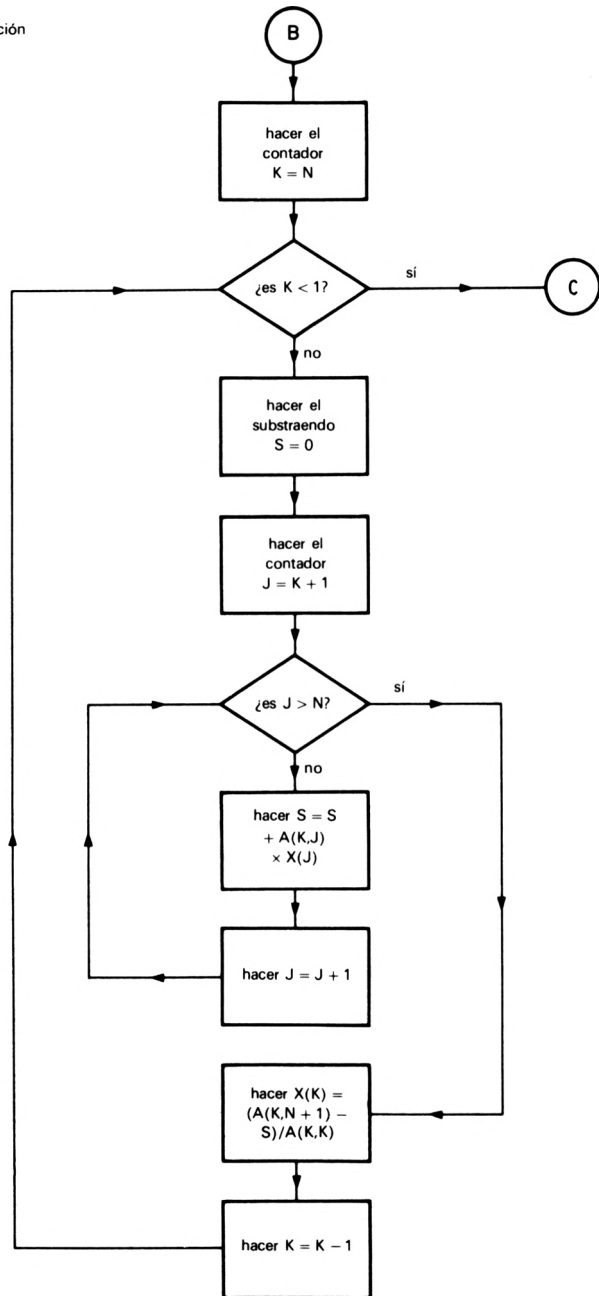 B
hacer el
contador
K = N
¿es K < 1?
sí
C
no
hacer el
substraendo
S = 0
hacer el
contador
J = K + 1
¿es J > N?
sí
no
hacer S = S
+ A(K,J)
× X(J)
hacer J = J + 1
hacer X(K) =
(A(K,N + 1) −
S)/A(K,K)
hacer K = K − 1